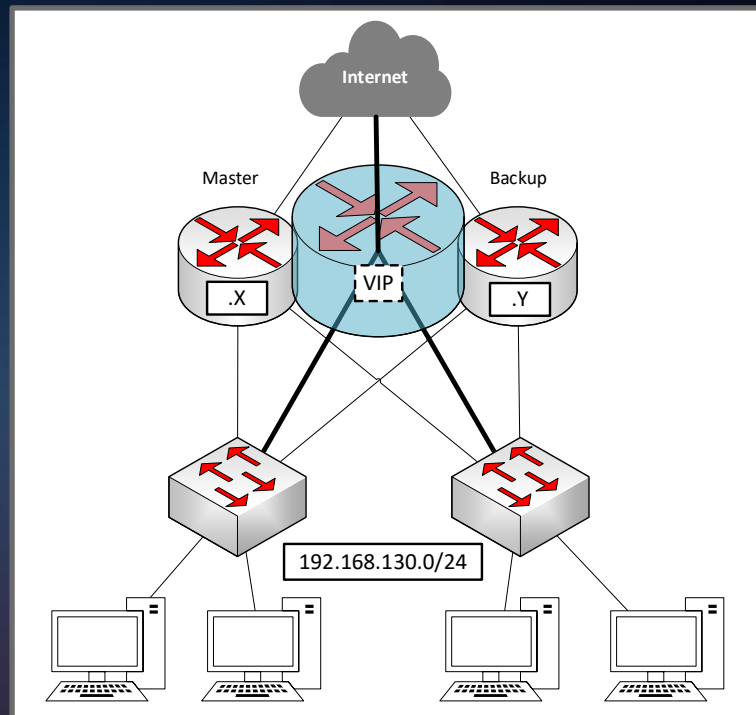 Internet
Master
Backup
VIP
.X
.Y
192.168.130.0/24